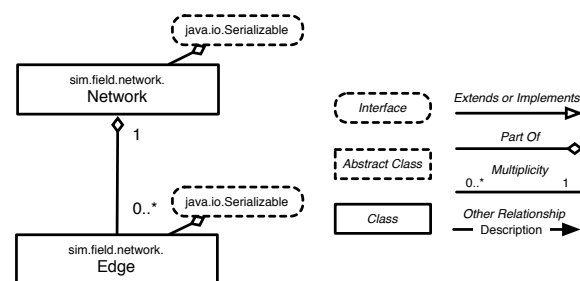 java.io.Serializable
sim.field.network.
Network
1
0..*
java.io.Serializable
sim.field.network.
Edge
Interface
Extends or Implements
Part Of
Abstract Class
Multiplicity
0..* 1
Class
Other Relationship
Description